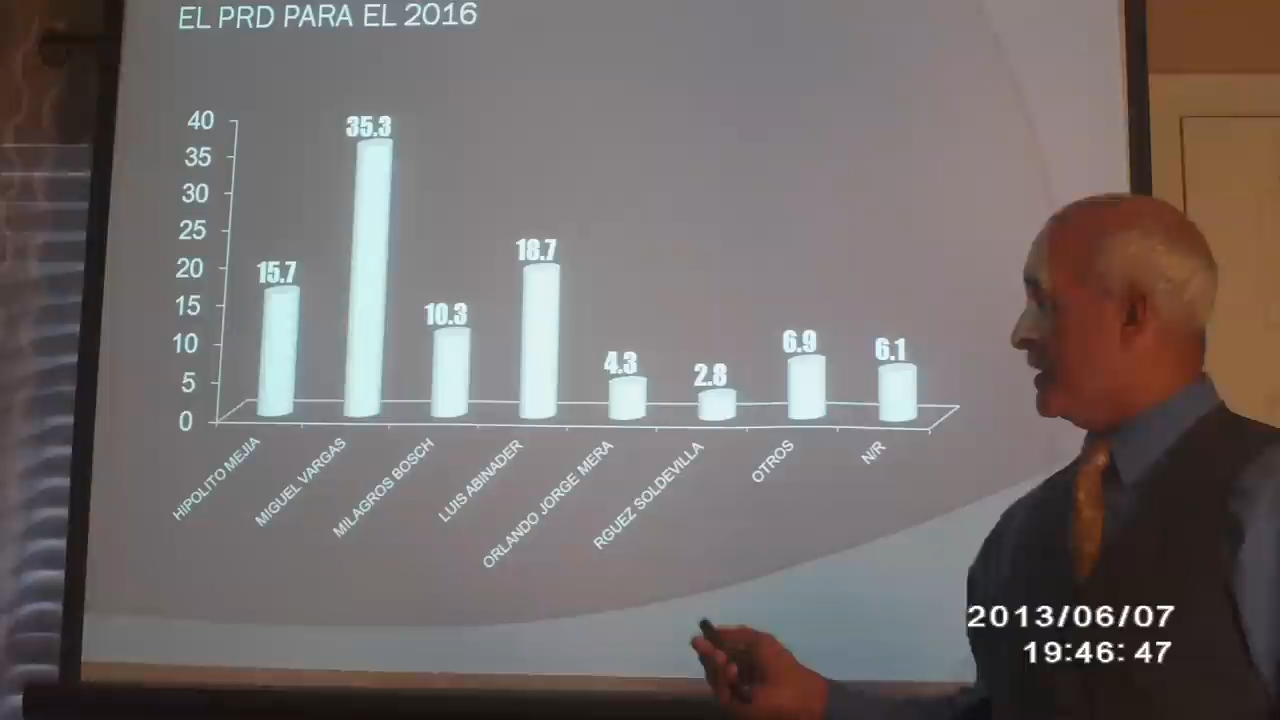 EL PRD PARA EL 2016
40
35
30
25
20
15
10
5
0
15.7
35.3
10.3
18.7
4.3
2.8
6.9
6.1
HIPOLITO MEJIA
MIGUEL VARGAS
MILAGROS BOSCH
LUIS ABINADER
ORLANDO JORGE MERA
RGUEZ SOLDEVILLA
OTROS
N/R
2013/06/07
19:46:47